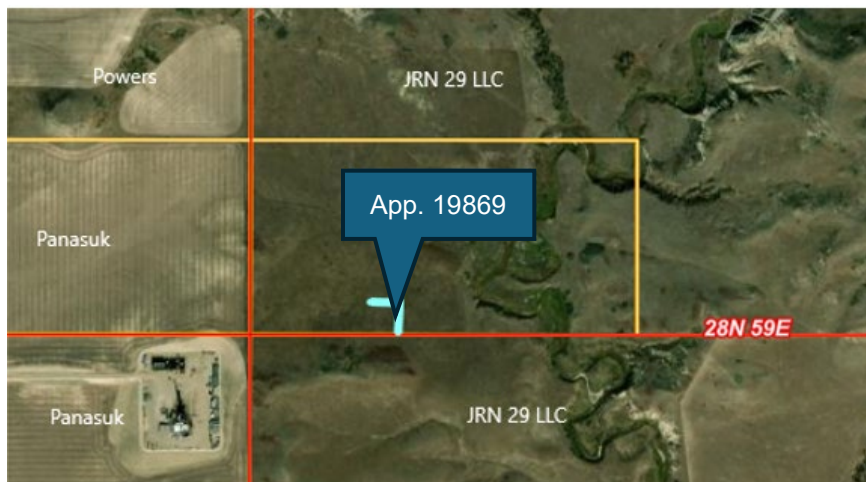 Powers
JRN 29 LLC
App. 19869
Panasuk
28N 59E
Panasuk
JRN 29 LLC